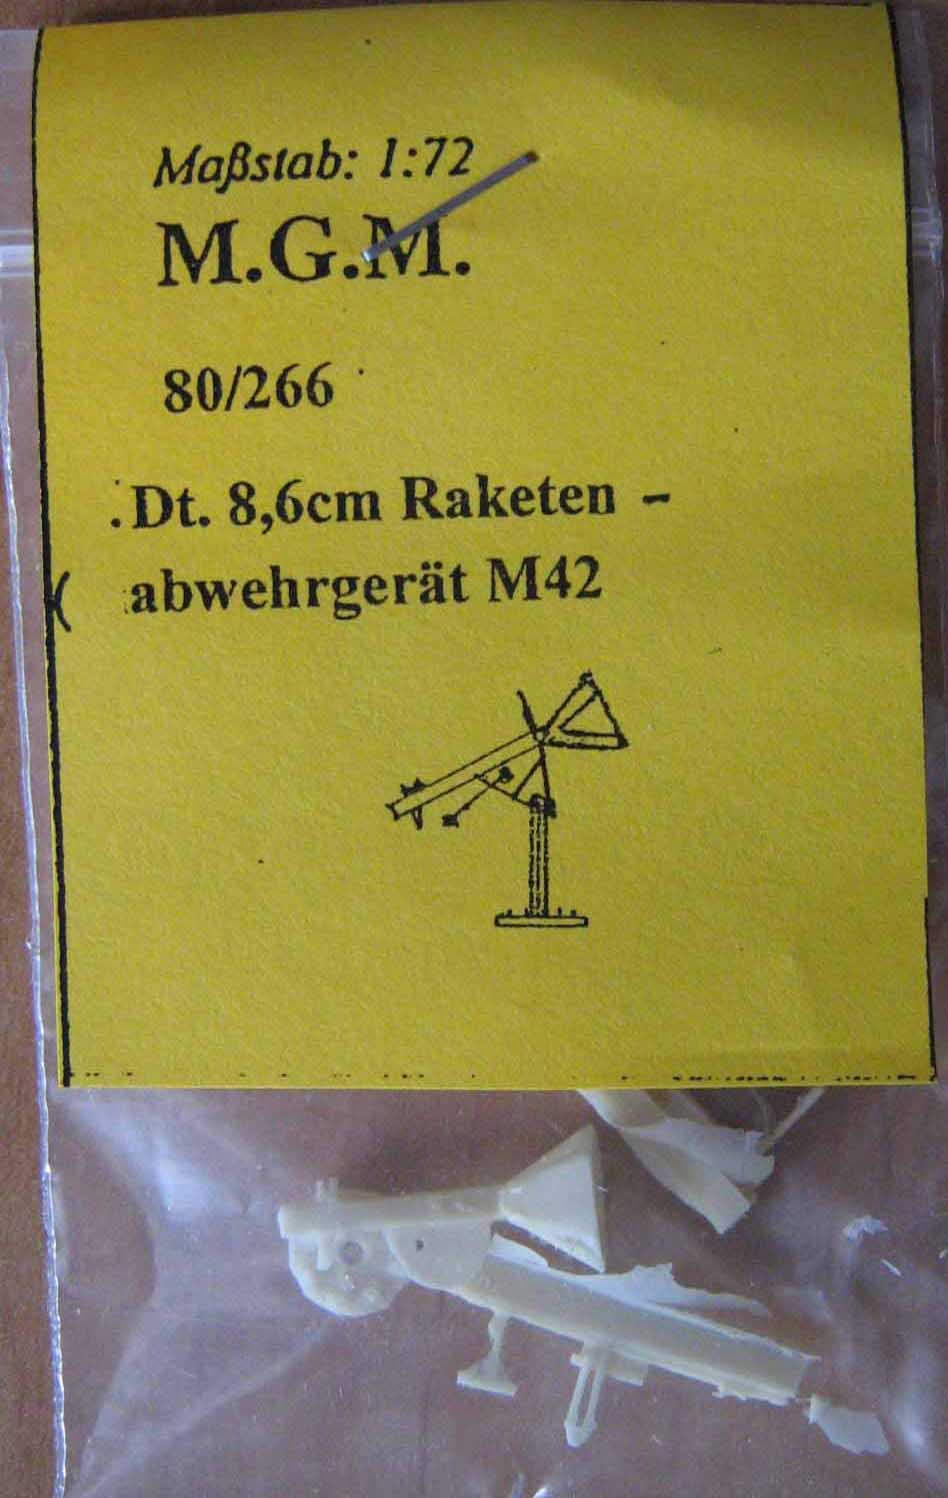 Maßstab: 1:72
M.G.M.
80/266
Dt. 8,6cm Raketen -
abwehrgerät M42